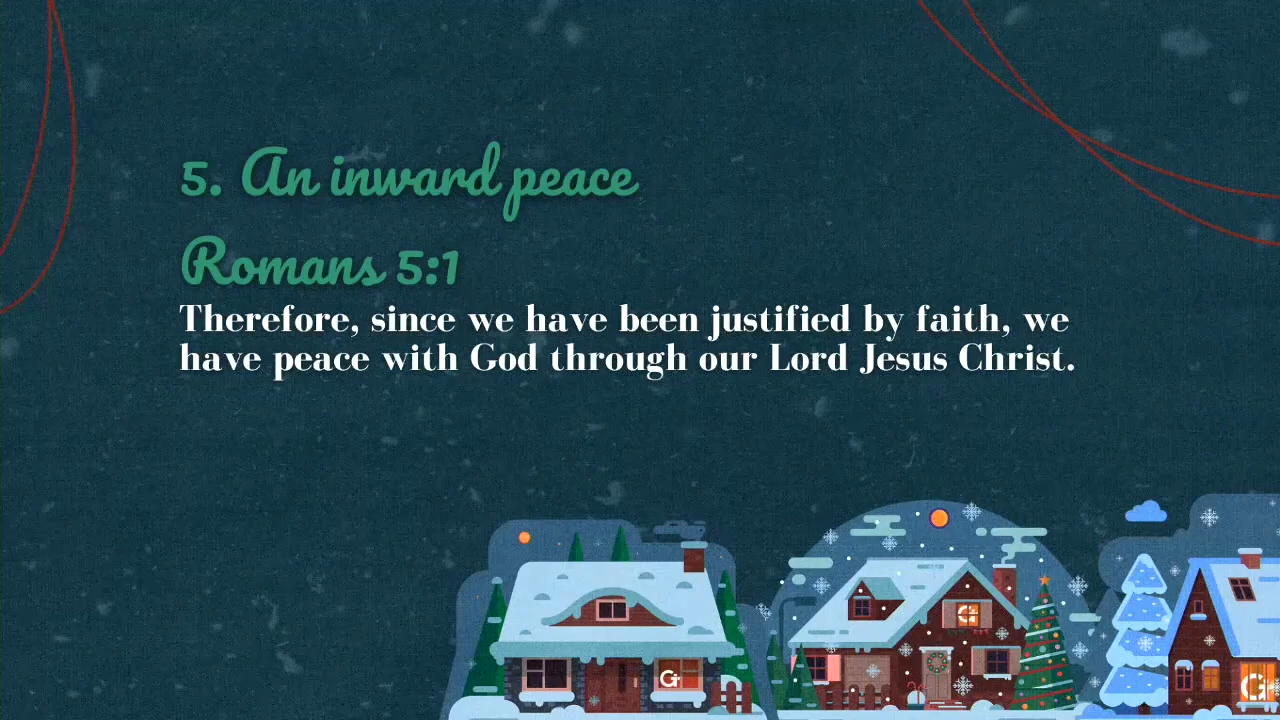 5. An inward peace
Romans 5:1
Therefore, since we have been justified by faith, we
have peace with God through our Lord Jesus Christ.